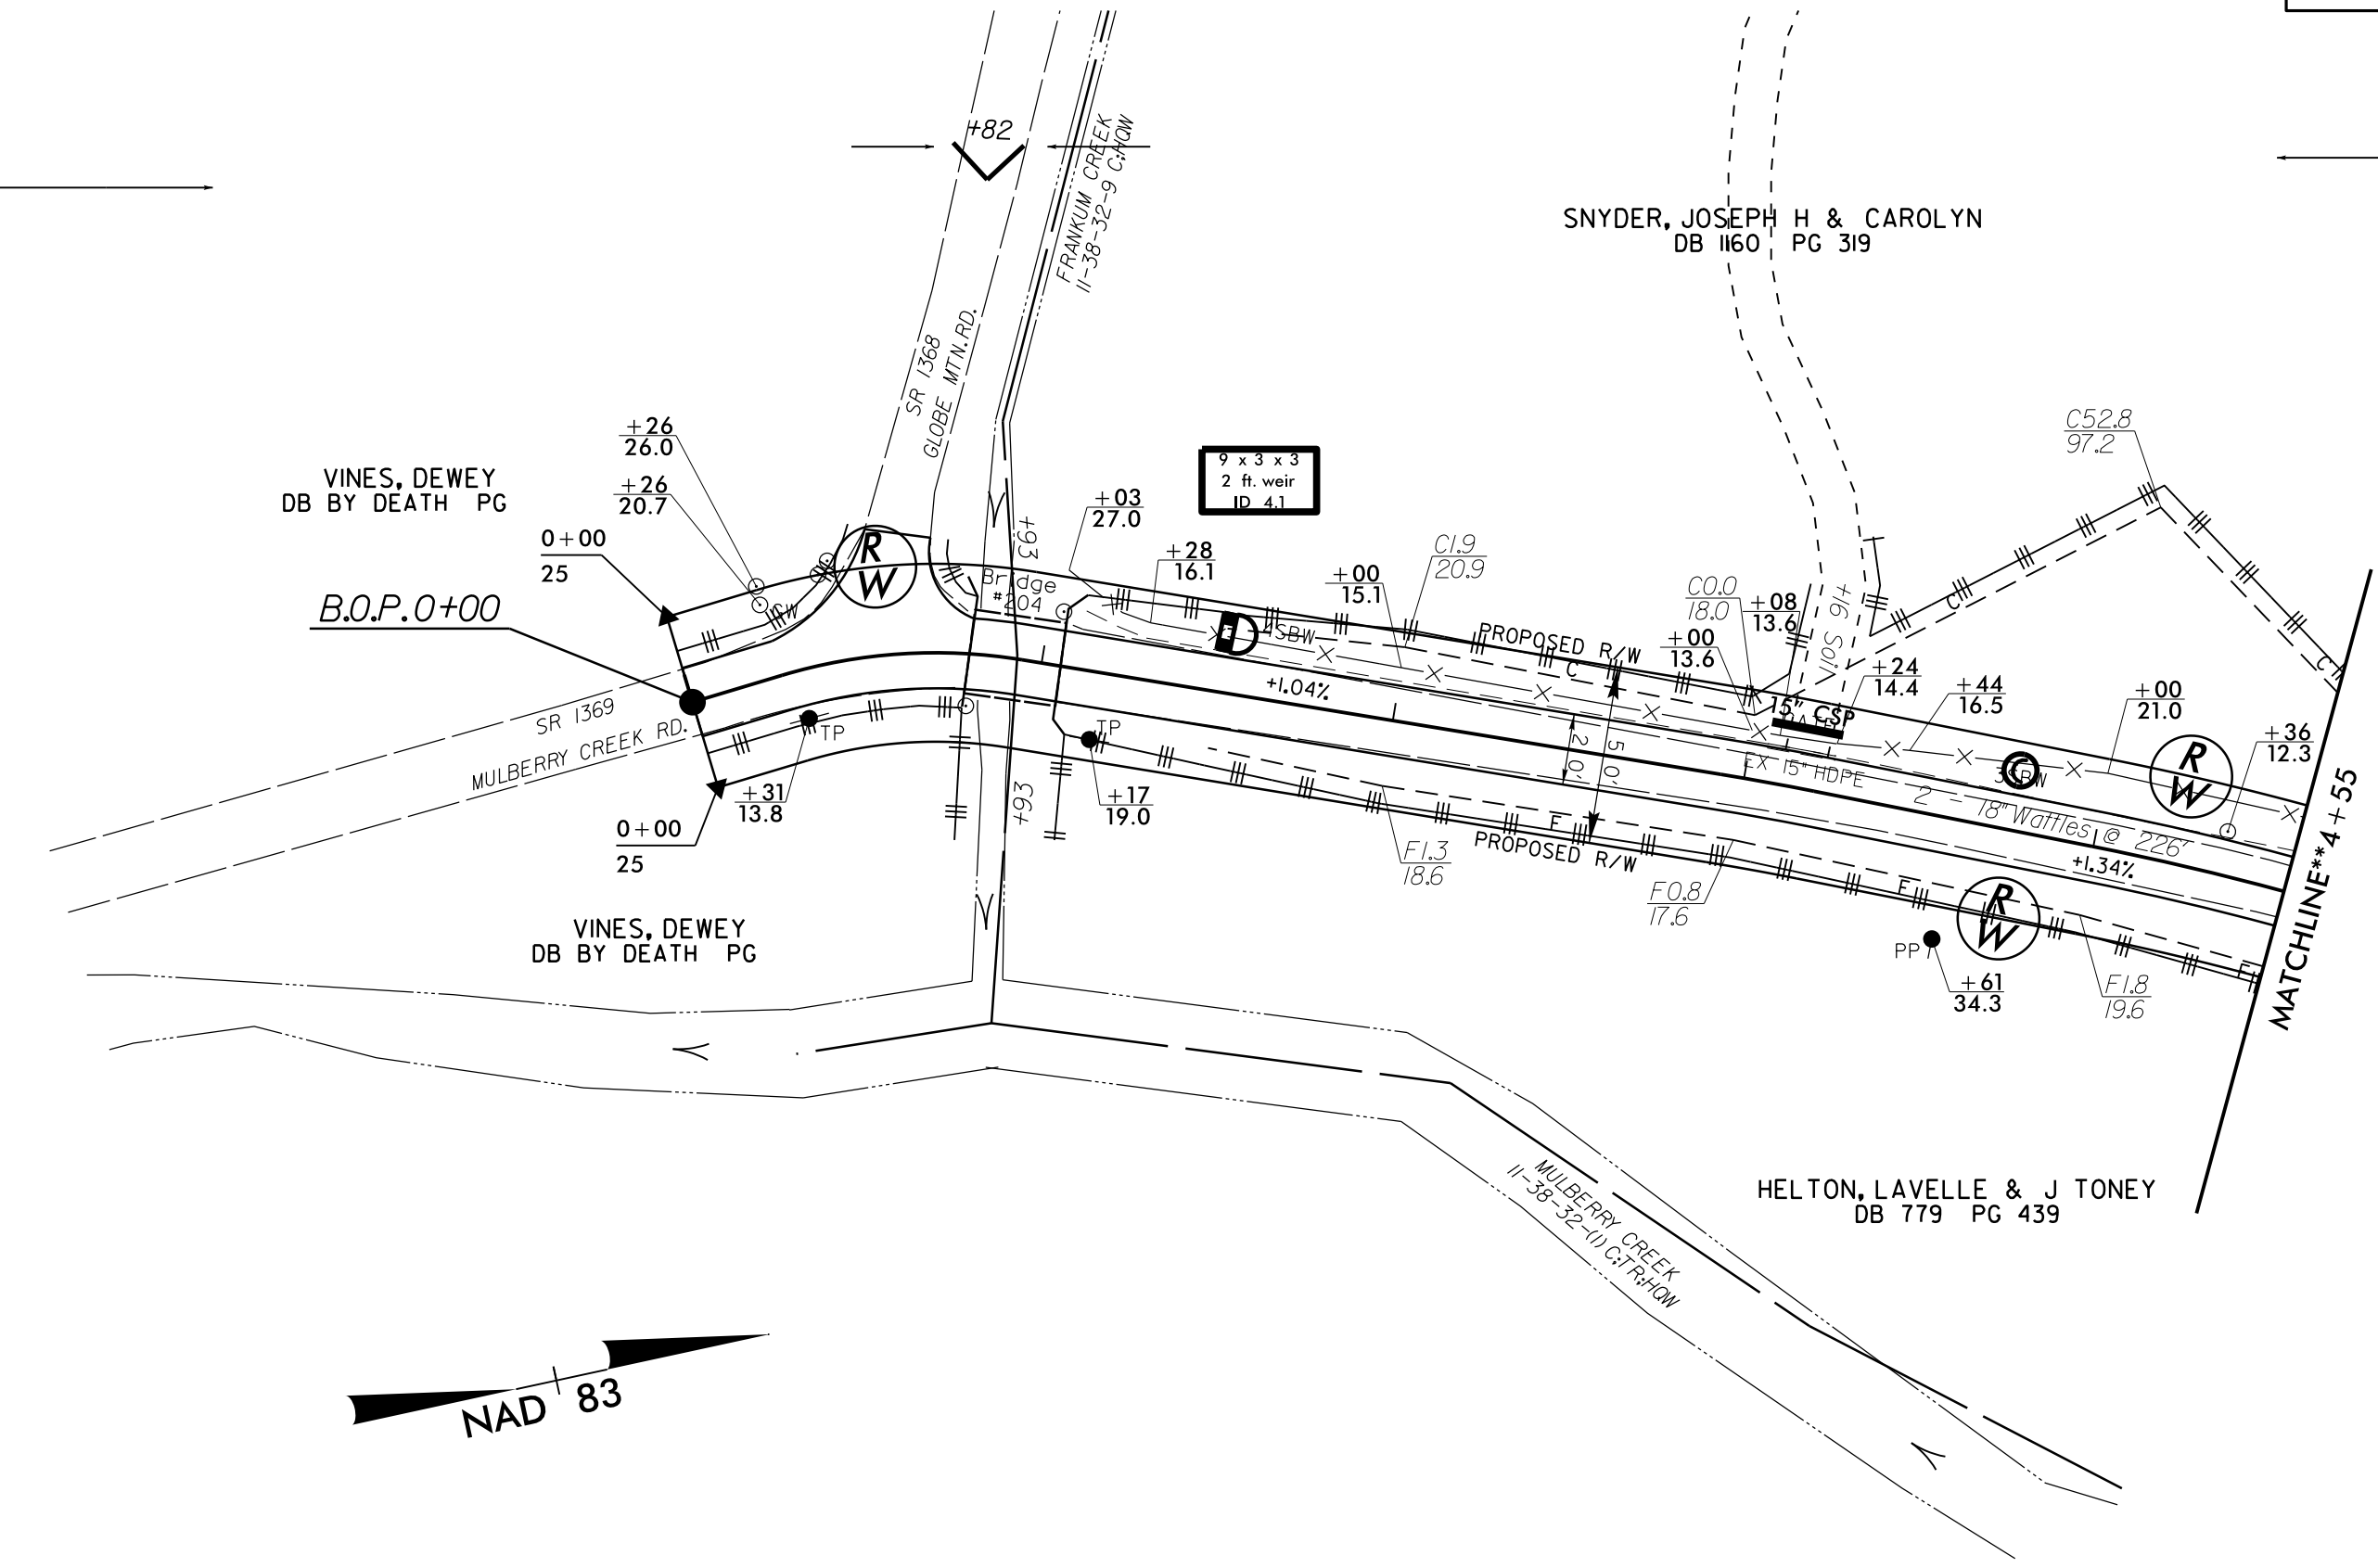 +82
FRANKUM CREEK
11-38-32-9 C;HQW
SNYDER, JOSEPH H & CAROLYN
DB 1160 PG 319
SR 1368
GLOBE MTN. RD.
C52.8
97.2
+26
26.0
VINES, DEWEY
DB BY DEATH PG
+26
20.7
9 x 3 x 3
2 ft. weir
ID 4.1
+03
27.0
0+00
25
+93
+28
16.1
C1.9
20.9
+00
15.1
C0.0
18.0
+08
13.6
+91
Soil
R
W
Bridge
#204
CW
B.O.P. 0+00
4SBW
PROPOSED R/W
C
C
C
+00
13.6
+24
14.4
+44
16.5
+00
21.0
+36
12.3
+1.04%
15" CSP
SR 1369
MULBERRY CREEK RD.
TP
TP
20'
50'
EX 15" HDPE
3SBW
C
R
W
2 - 18" Wattles @ 226'
+1.34%
MATCHLINE**4+55
+31
13.8
+93
+17
19.0
0+00
25
F
PROPOSED R/W
F1.3
18.6
F0.8
17.6
F
R
W
F
VINES, DEWEY
DB BY DEATH PG
PP
+61
34.3
F1.8
19.6
MULBERRY CREEK
11-38-32-(1) C;TR;HQW
HELTON, LAVELLE & J TONEY
DB 779 PG 439
NAD 83